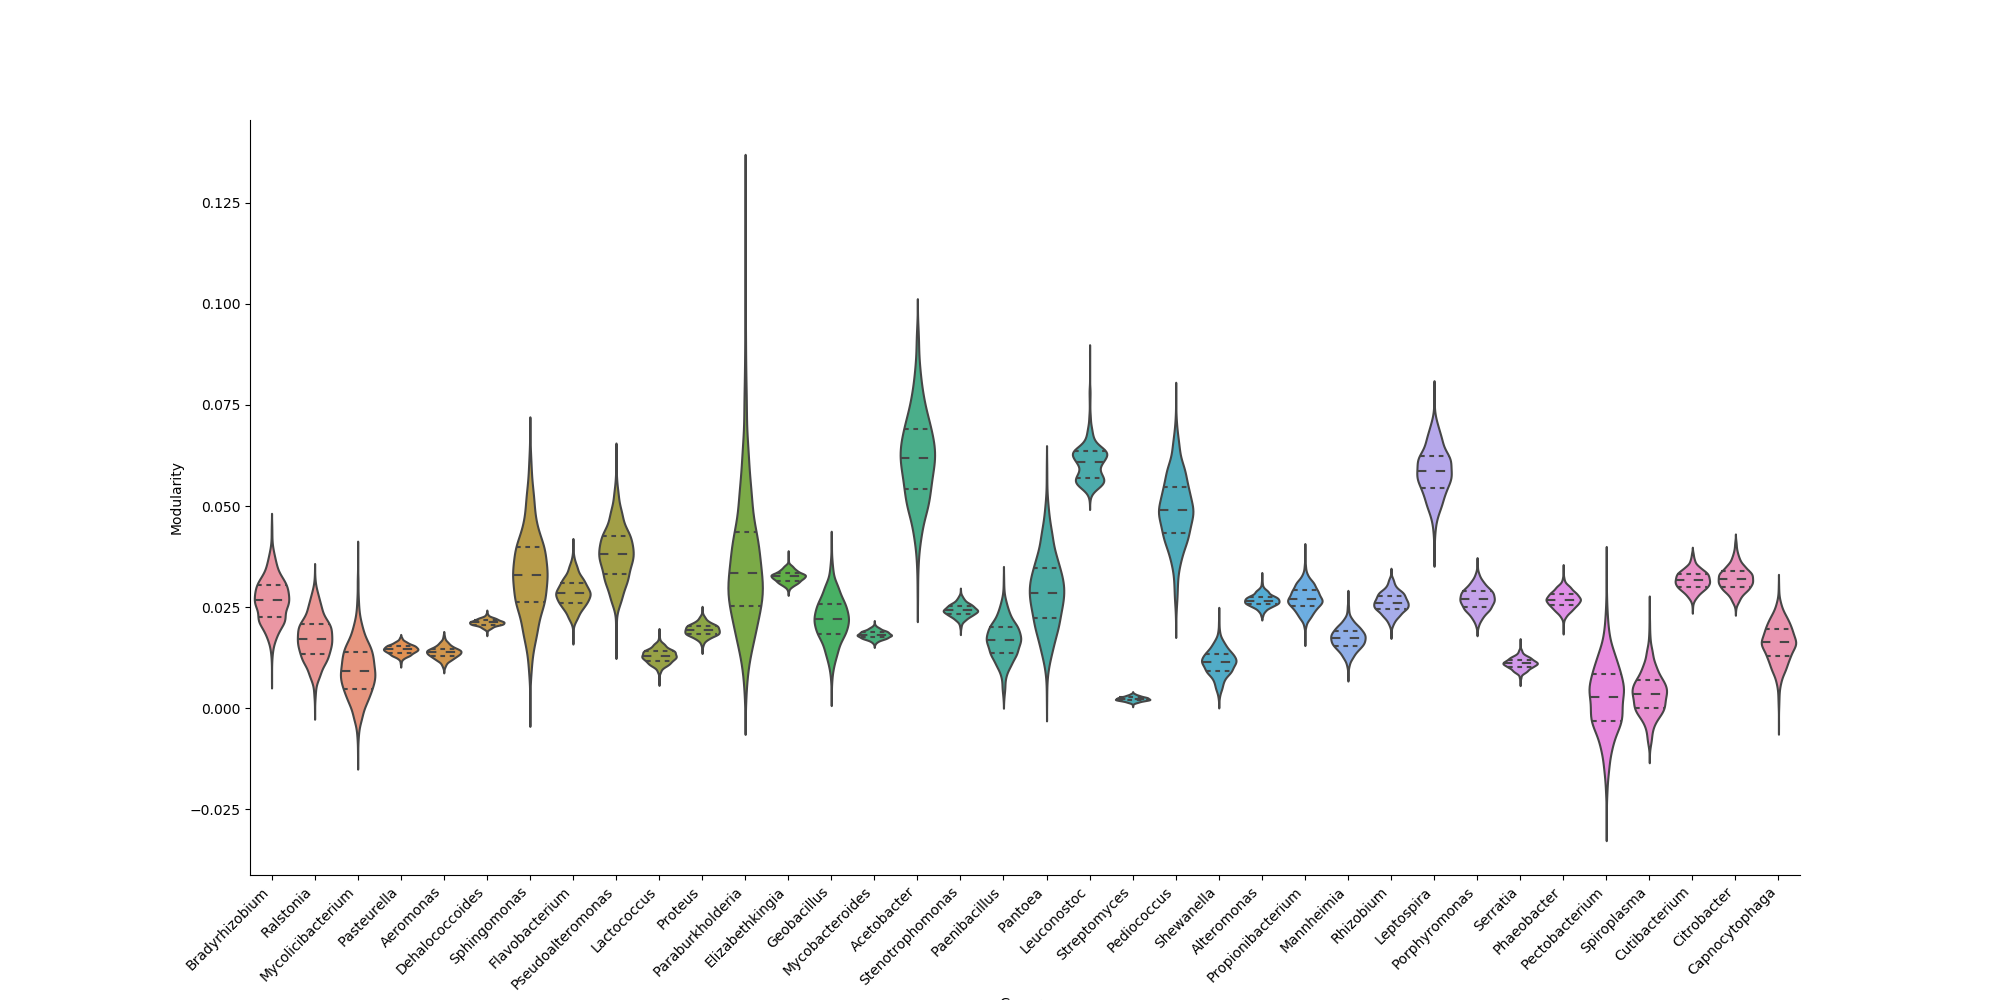 Modularity
0.125
0.100
0.075
0.050
0.025
0.000
−0.025
Bradyrhizobium
Ralstonia
Mycolicibacterium
Pasteurella
Aeromonas
Dehalococcoides
Sphingomonas
Flavobacterium
Pseudoalteromonas
Lactococcus
Proteus
Paraburkholderia
Elizabethkingia
Geobacillus
Mycobacteroides
Acetobacter
Stenotrophomonas
Paenibacillus
Pantoea
Leuconostoc
Streptomyces
Pediococcus
Shewanella
Alteromonas
Propionibacterium
Mannheimia
Rhizobium
Leptospira
Porphyromonas
Serratia
Phaeobacter
Pectobacterium
Spiroplasma
Cutibacterium
Citrobacter
Capnocytophaga